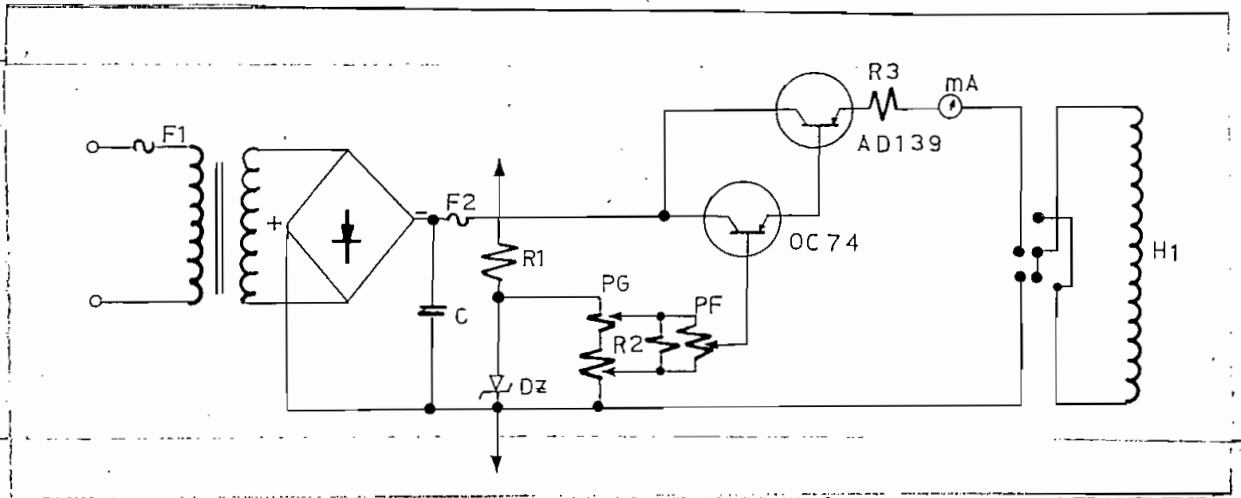 F1
+
-
F2
R1
C
Dz
PG
R2
PF
OC74
AD139
R3
mA
H1